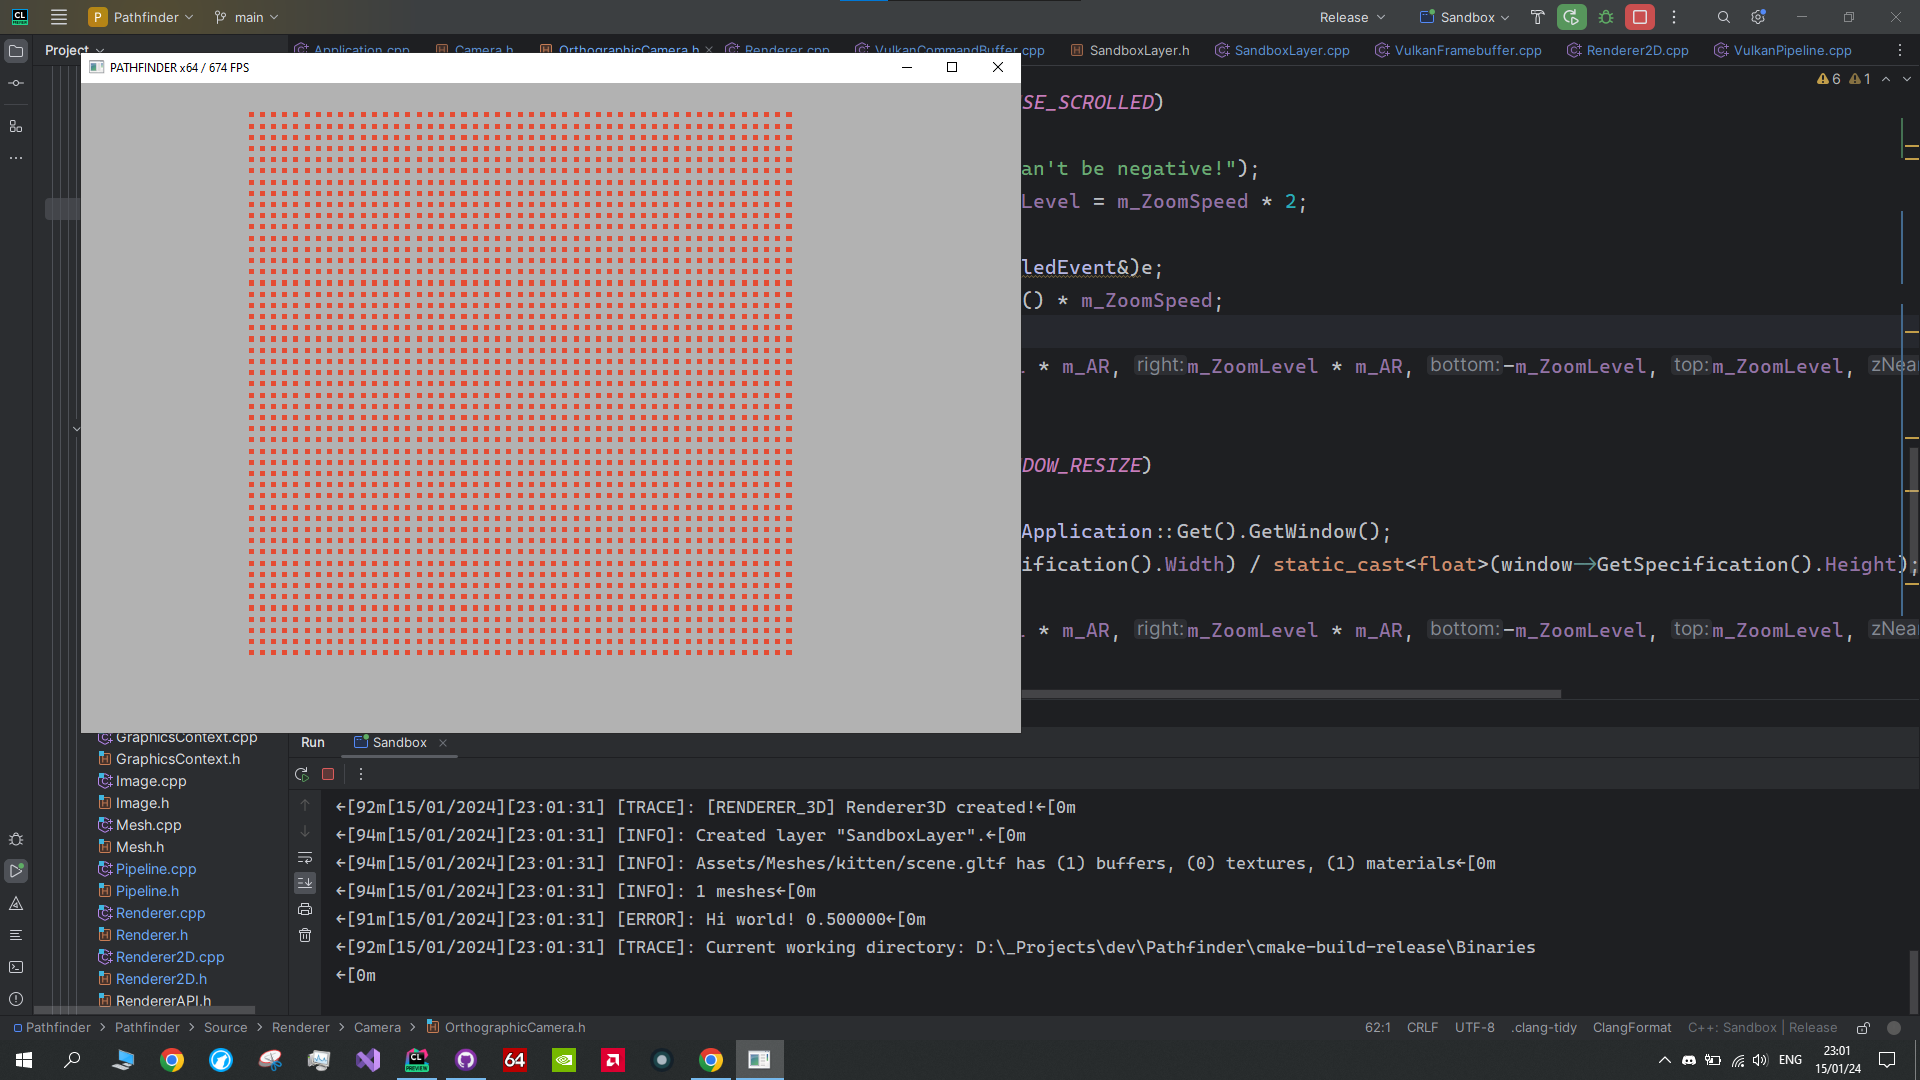 CL
P Pathfinder main Release Sandbox
Project
Application.cpp Camera.h OrthographicCamera.h Renderer.cpp VulkanCommandBuffer.cpp SandboxLayer.h SandboxLayer.cpp VulkanFramebuffer.cpp Renderer2D.cpp VulkanPipeline.cpp
PATHFINDER x64 / 674 FPS
6 1
SE_SCROLLED)
an't be negative!");
Level = m_ZoomSpeed * 2;
ledEvent&)e;
() * m_ZoomSpeed;
* m_AR, right: m_ZoomLevel * m_AR, bottom: -m_ZoomLevel, top: m_ZoomLevel, zNea
DOW_RESIZE)
Application::Get().GetWindow();
ification().Width) / static_cast<float>(window->GetSpecification().Height);
* m_AR, right: m_ZoomLevel * m_AR, bottom: -m_ZoomLevel, top: m_ZoomLevel, zNea
GraphicsContext.cpp
GraphicsContext.h
Image.cpp
Image.h
Mesh.cpp
Mesh.h
Pipeline.cpp
Pipeline.h
Renderer.cpp
Renderer.h
Renderer2D.cpp
Renderer2D.h
RendererAPI.h
Run Sandbox
←[92m[15/01/2024][23:01:31] [TRACE]: [RENDERER_3D] Renderer3D created!←[0m
←[94m[15/01/2024][23:01:31] [INFO]: Created layer "SandboxLayer".←[0m
←[94m[15/01/2024][23:01:31] [INFO]: Assets/Meshes/kitten/scene.gltf has (1) buffers, (0) textures, (1) materials←[0m
←[94m[15/01/2024][23:01:31] [INFO]: 1 meshes←[0m
←[91m[15/01/2024][23:01:31] [ERROR]: Hi world! 0.500000←[0m
←[92m[15/01/2024][23:01:31] [TRACE]: Current working directory: D:\_Projects\dev\Pathfinder\cmake-build-release\Binaries
←[0m
Pathfinder > Pathfinder > Source > Renderer > Camera > OrthographicCamera.h
62:1 CRLF UTF-8 .clang-tidy ClangFormat C++: Sandbox | Release
64 ENG
23:01
15/01/24